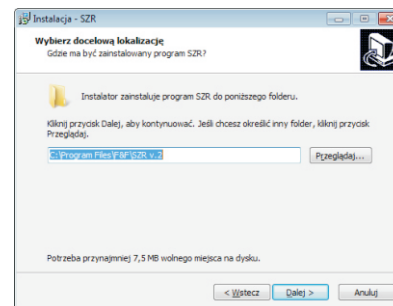 Instalacja - SZR
Wybierz docelową lokalizację
Gdzie ma być zainstalowany program SZR?
Instalator zainstaluje program SZR do poniższego folderu.
Kliknij przycisk Dalej, aby kontynuować. Jeśli chcesz określić inny folder, kliknij przycisk
Przeglądaj.
C:\Program Files\F&F\SZR v.2
Przeglądaj...
Potrzeba przynajmniej 7,5 MB wolnego miejsca na dysku.
< Wstecz
Dalej >
Anuluj